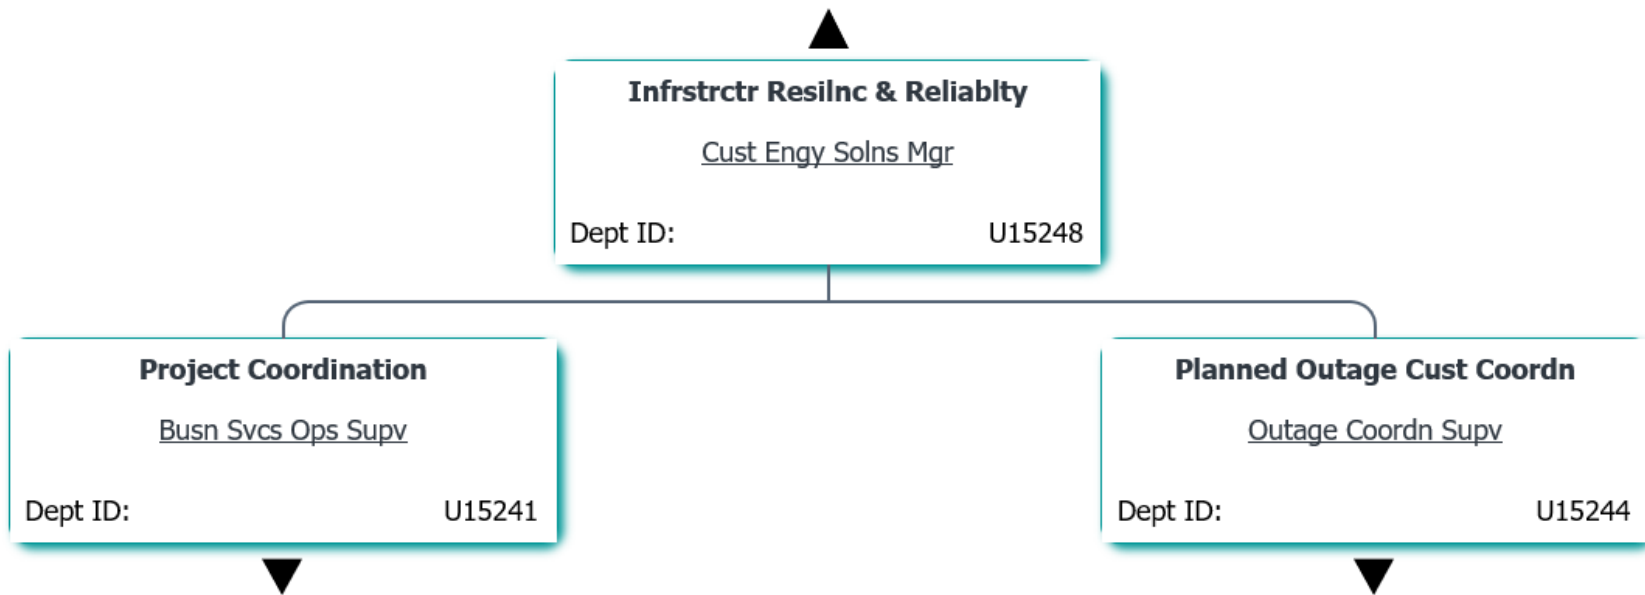 Infrstrctr Resilnc & Reliablty
Cust Engy Solns Mgr
Dept ID: U15248
Project Coordination
Busn Svcs Ops Supv
Dept ID: U15241
Planned Outage Cust Coordn
Outage Coordn Supv
Dept ID: U15244